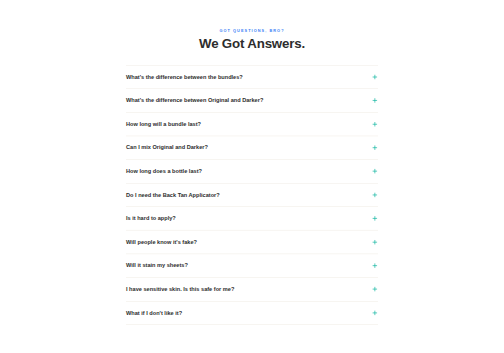 GOT QUESTIONS, BRO?
We Got Answers.
What's the difference between the bundles? +
What's the difference between Original and Darker? +
How long will a bundle last? +
Can I mix Original and Darker? +
How long does a bottle last? +
Do I need the Back Tan Applicator? +
Is it hard to apply? +
Will people know it's fake? +
Will it stain my sheets? +
I have sensitive skin. Is this safe for me? +
What if I don't like it? +